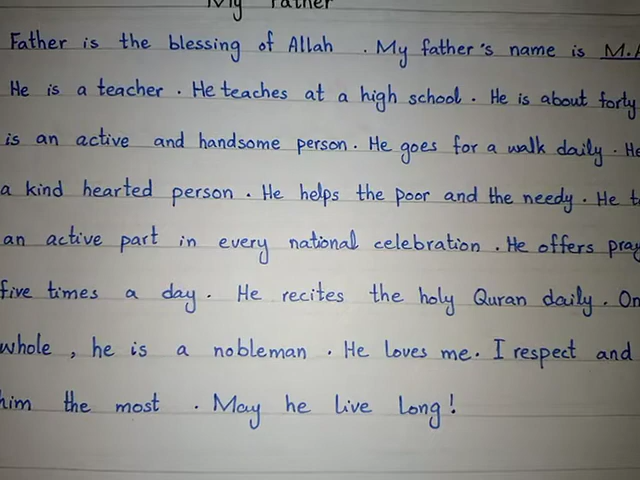 My Father
Father is the blessing of Allah . My father's name is M.A
He is a teacher . He teaches at a high school . He is about forty
is an active and handsome person . He goes for a walk daily . He
a kind hearted person . He helps the poor and the needy . He
an active part in every national celebration . He offers
five times a day . He recites the holy Quran daily . On
whole , he is a nobleman . He loves me . I respect and
him the most . May he live long !